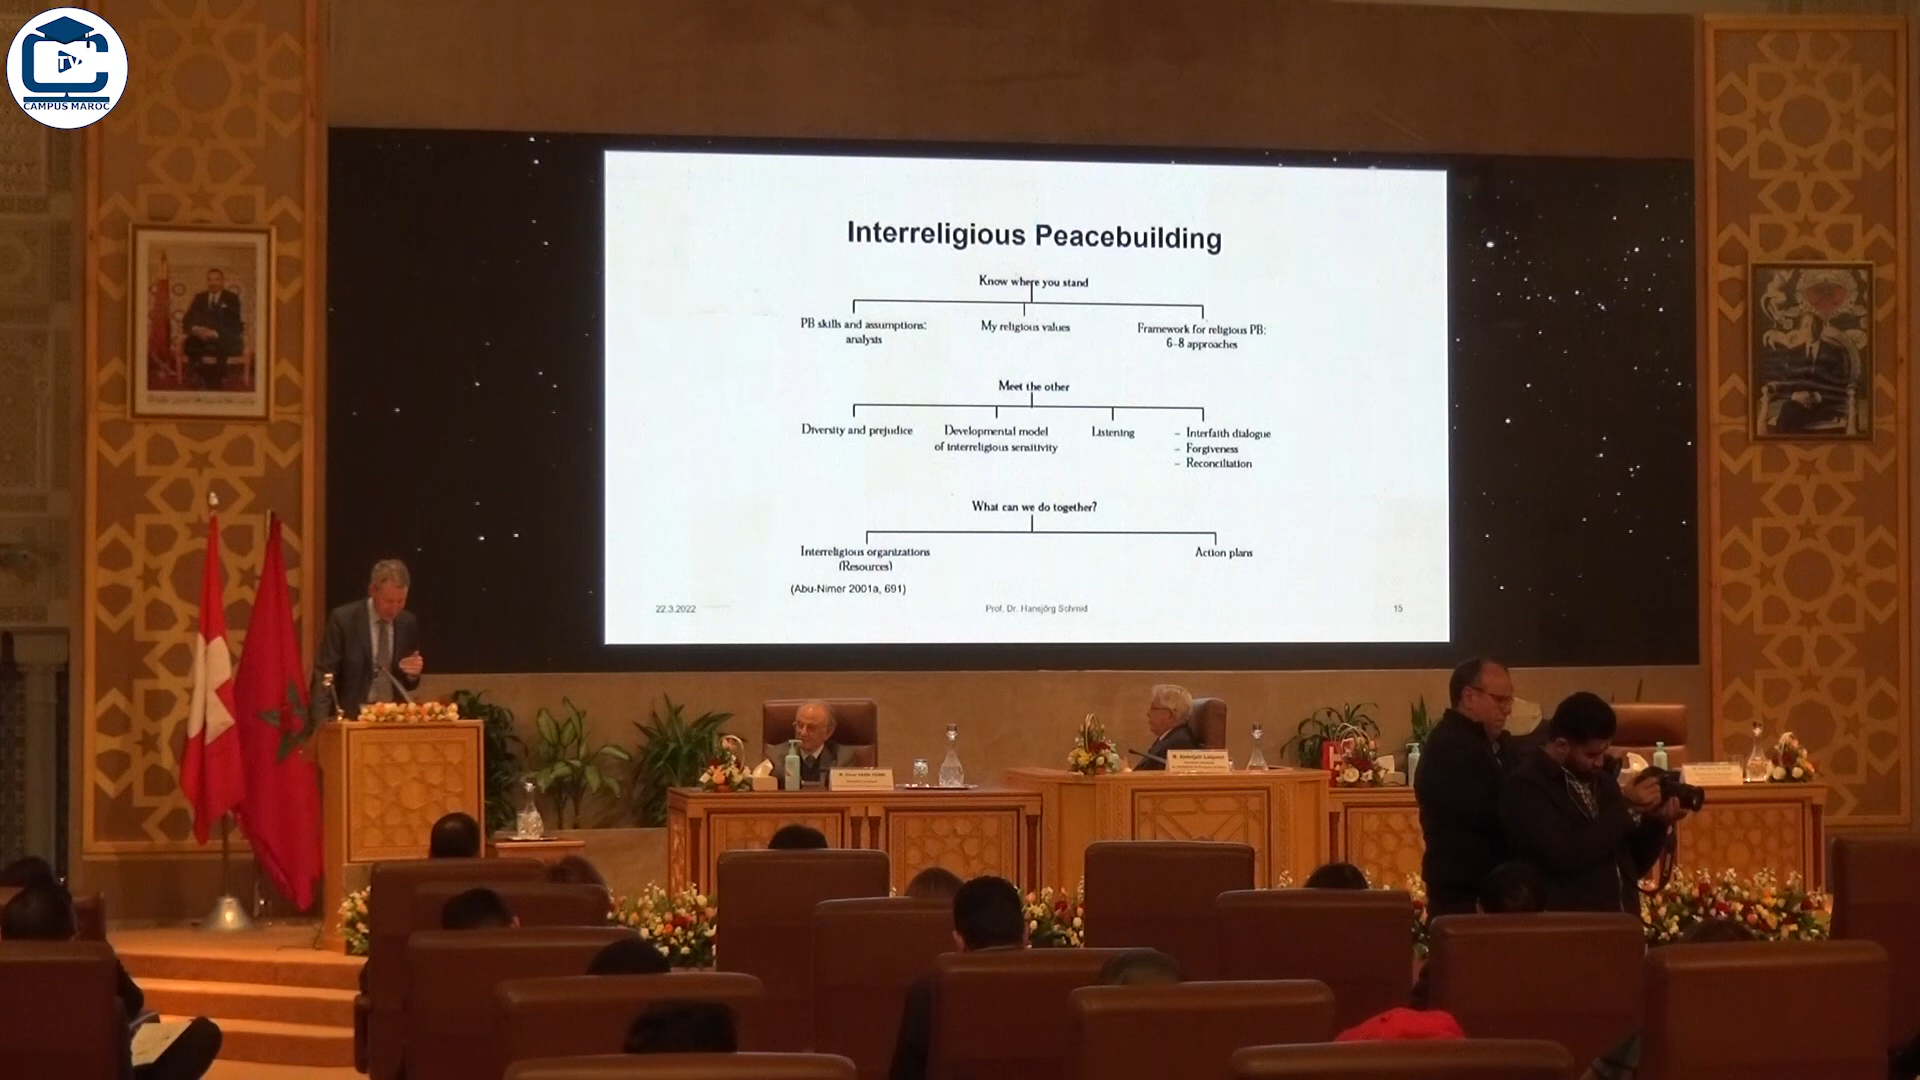 TV
CAMPUS MAROC
Interreligious Peacebuilding
Know where you stand
PB skills and assumptions:
analysis
My religious values
Framework for religious PB:
6-8 approaches
Meet the other
Diversity and prejudice
Developmental model
of interreligious sensitivity
Listening
- Interfaith dialogue
- Forgiveness
- Reconciliation
What can we do together?
Interreligious organizations
(Resources)
Action plans
(Abu-Nimer 2001a, 691)
22.3.2022
Prof. Dr. Hansjörg Schmid
15